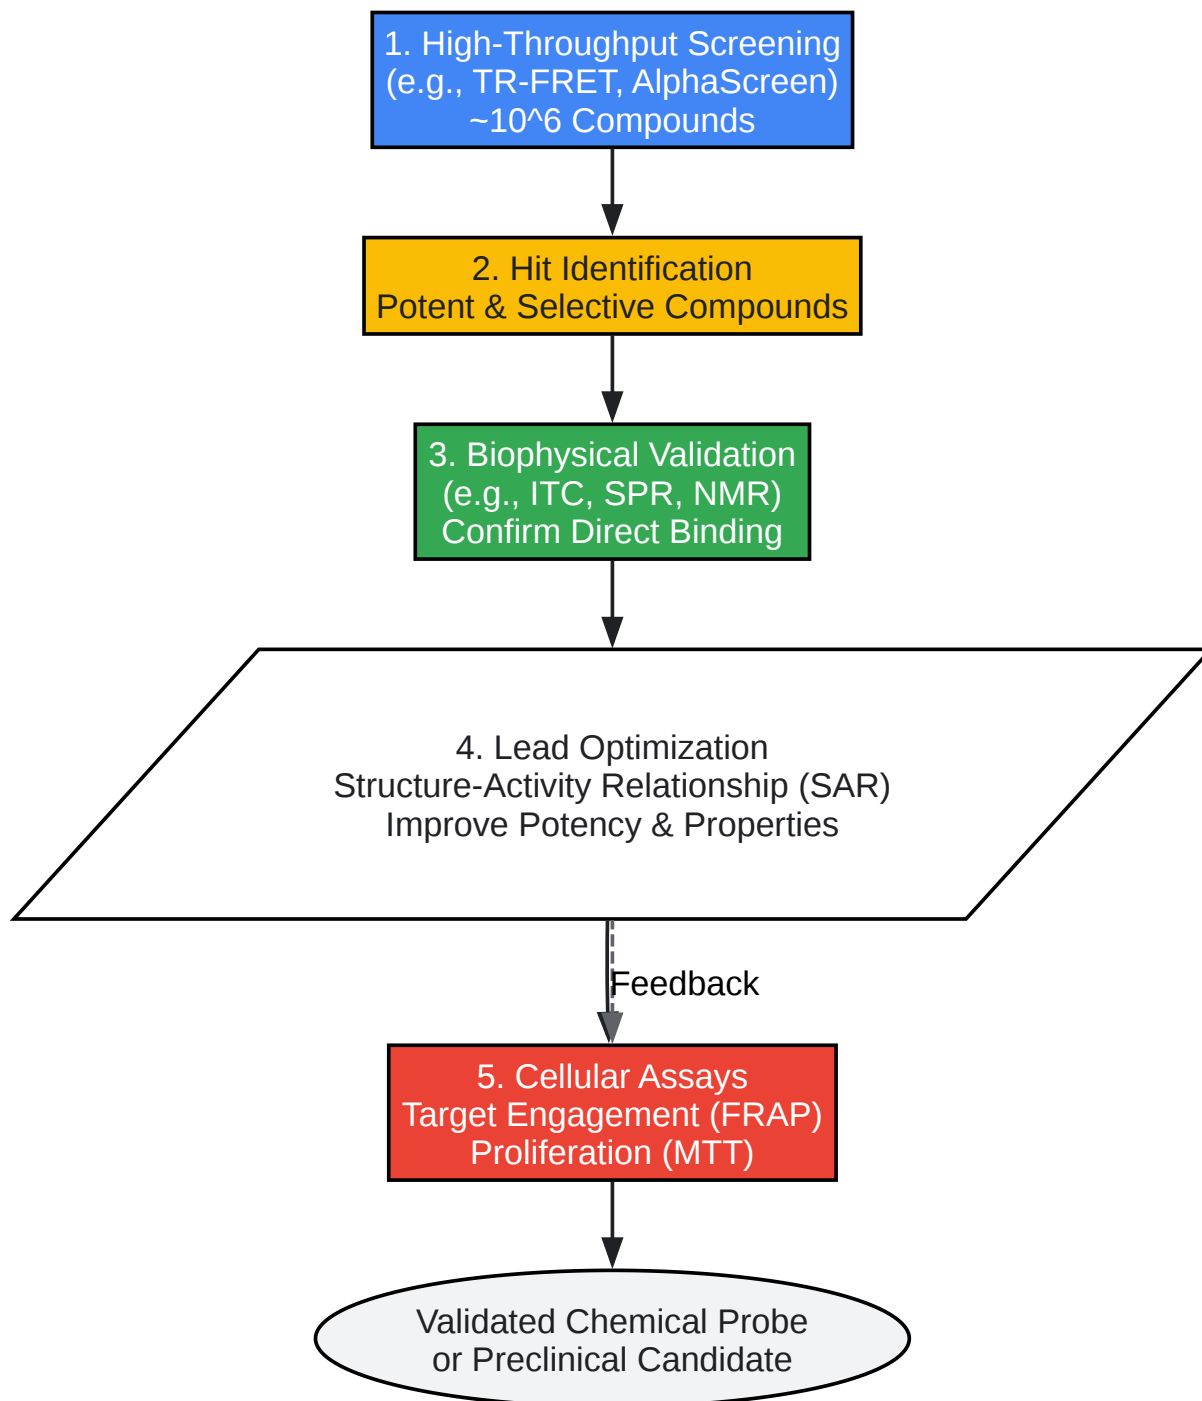 1. High-Throughput Screening
(e.g., TR-FRET, AlphaScreen)
~10^6 Compounds
2. Hit Identification
Potent & Selective Compounds
3. Biophysical Validation
(e.g., ITC, SPR, NMR)
Confirm Direct Binding
4. Lead Optimization
Structure-Activity Relationship (SAR)
Improve Potency & Properties
Feedback
5. Cellular Assays
Target Engagement (FRAP)
Proliferation (MTT)
Validated Chemical Probe
or Preclinical Candidate